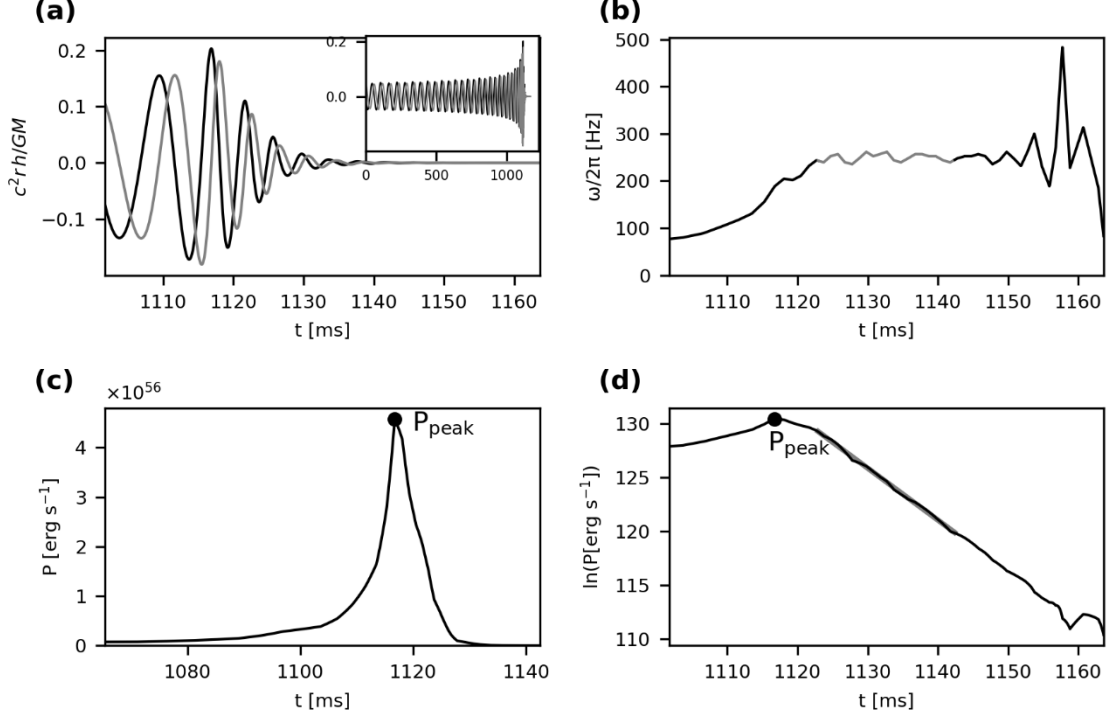 (a)
0.2
0.1
0.0
−0.1
c²rh/GM
0.2
0.0
0 500 1000
1110 1120 1130 1140 1150 1160
t [ms]
(b)
500
400
300
200
100
0
ω/2π [Hz]
1110 1120 1130 1140 1150 1160
t [ms]
(c)
×10⁵⁶
4
3
2
1
0
P [erg s⁻¹]
P_peak
1080 1100 1120 1140
t [ms]
(d)
130
125
120
115
110
ln(P[erg s⁻¹])
P_peak
1110 1120 1130 1140 1150 1160
t [ms]